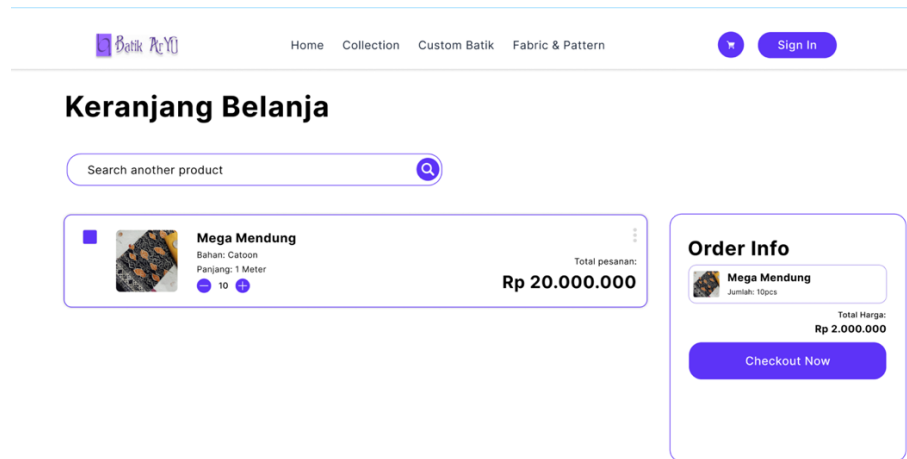 Batik ArYU
Home Collection Custom Batik Fabric & Pattern
Sign In
Keranjang Belanja
Search another product
Mega Mendung
Bahan: Catoon
Panjang: 1 Meter
10
Total pesanan:
Rp 20.000.000
Order Info
Mega Mendung
Jumlah: 10pcs
Total Harga:
Rp 2.000.000
Checkout Now